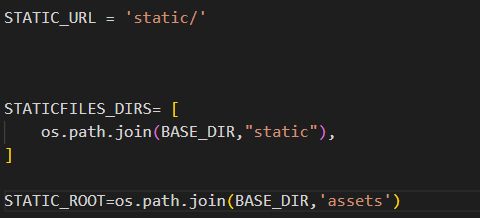 STATIC_URL = 'static/'
STATICFILES_DIRS= [
    os.path.join(BASE_DIR,"static"),
]
STATIC_ROOT=os.path.join(BASE_DIR,'assets')